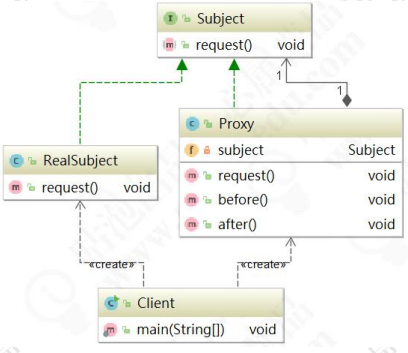 I Subject
m request() void
1
1
C Proxy
f subject Subject
m request() void
m before() void
m after() void
C RealSubject
m request() void
«create»
«create»
C Client
m main(String[]) void